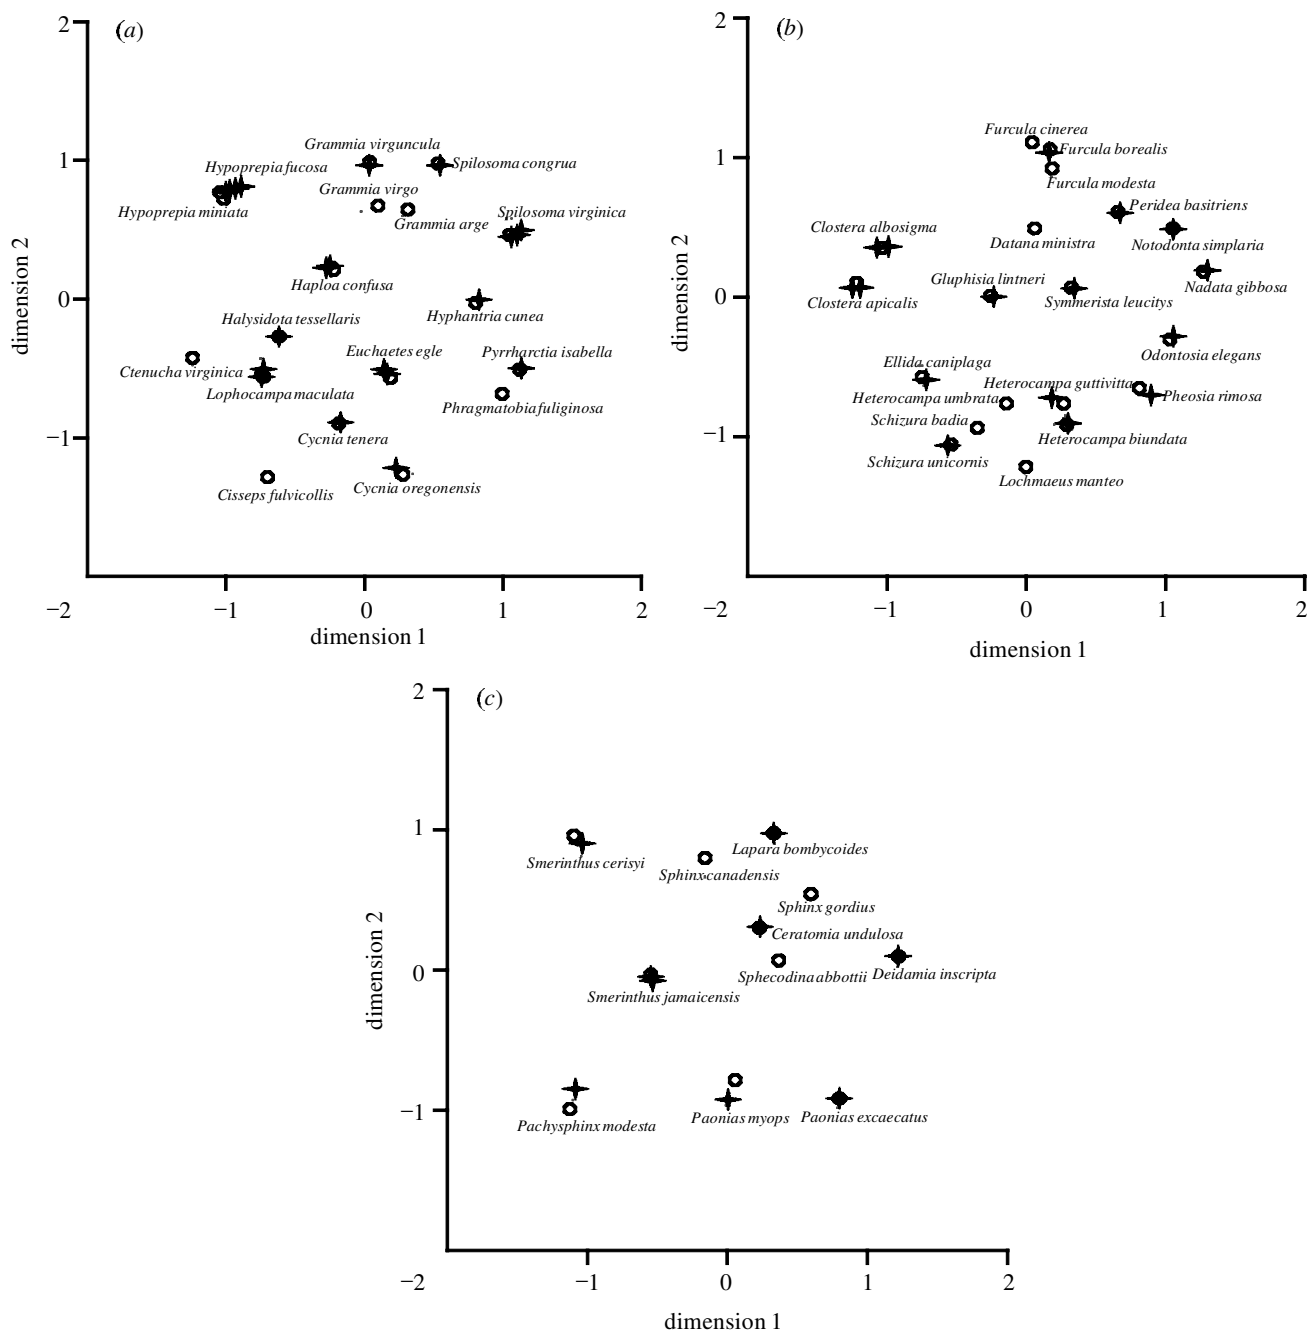 (a)
2
1
0
−1
−2
−1
0
1
2
dimension 1
dimension 2
Grammia virguncula
Hypoprepia fucosa
Spilosoma congrua
Grammia virgo
Hypoprepia miniata
Spilosoma virginica
Grammia arge
Haploa confusa
Hyphantria cunea
Halysidota tessellaris
Euchaetes egle
Pyrrharctia isabella
Ctenucha virginica
Lophocampa maculata
Phragmatobia fuliginosa
Cycnia tenera
Cisseps fulvicollis
Cycnia oregonensis
(b)
2
1
0
−1
−2
−1
0
1
2
dimension 1
dimension 2
Furcula cinerea
Furcula borealis
Furcula modesta
Peridea basitriens
Clostera albosigma
Datana ministra
Notodonta simplaria
Gluphisia lintneri
Clostera apicalis
Symmerista leucitys
Nadata gibbosa
Odontosia elegans
Ellida caniplaga
Heterocampa guttivitta
Heterocampa umbrata
Pheosia rimosa
Schizura badia
Heterocampa biundata
Schizura unicornis
Lochmaeus manteo
(c)
2
1
0
−1
−2
−1
0
1
2
dimension 1
dimension 2
Lapara bombycoides
Smerinthus cerisyi
Sphinx canadensis
Sphinx gordius
Ceratomia undulosa
Sphecodina abbottii
Deidamia inscripta
Smerinthus jamaicensis
Pachysphinx modesta
Paonias myops
Paonias excaecatus